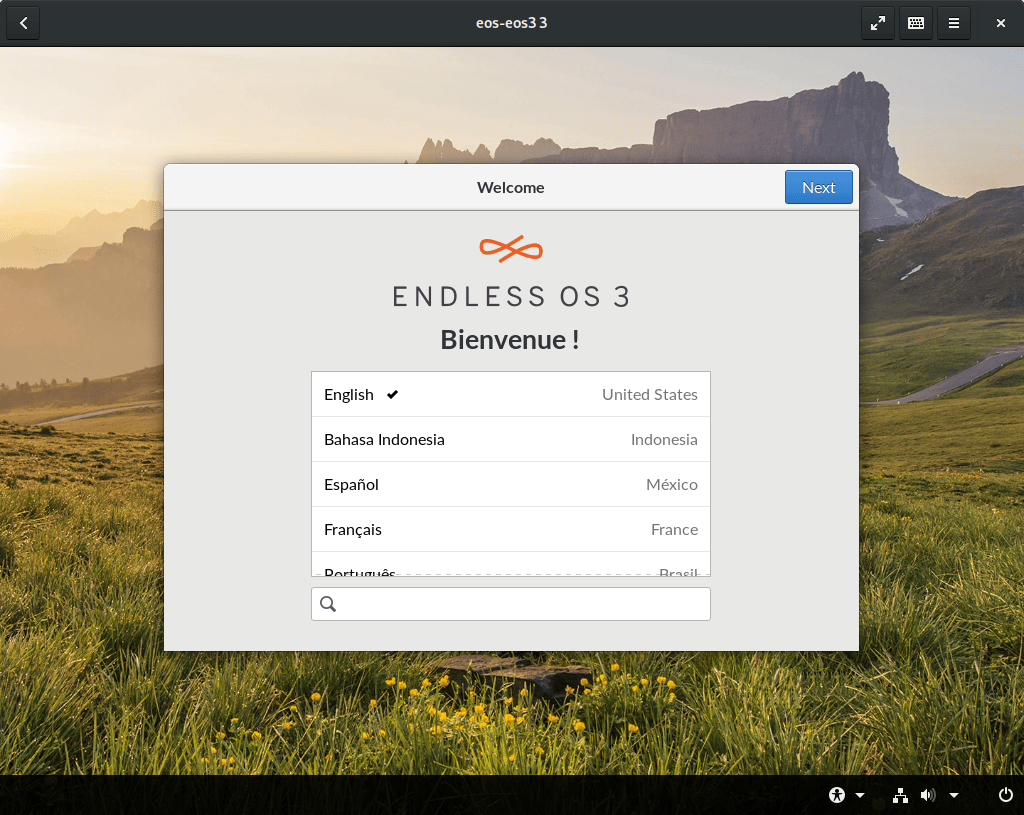 eos-eos3 3
Welcome
Next
ENDLESS OS 3
Bienvenue !
English ✔ United States
Bahasa Indonesia Indonesia
Español México
Français France
Português Brasil